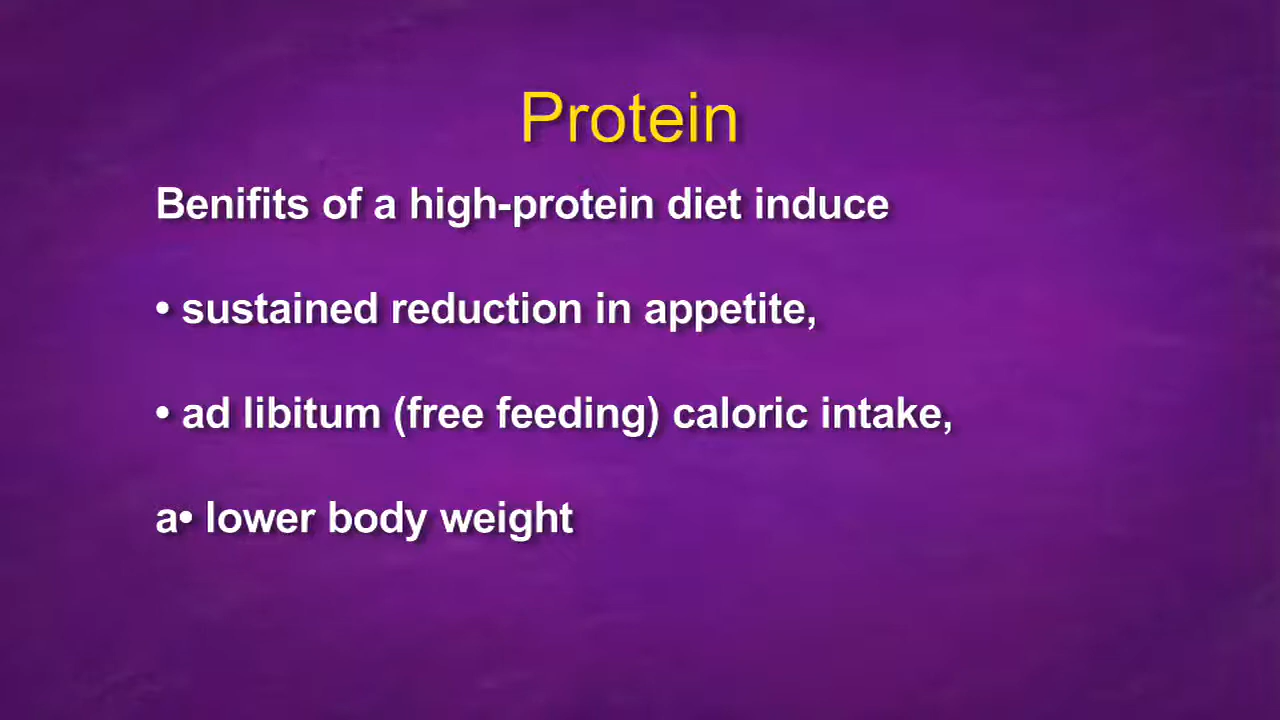 Protein
Benifits of a high-protein diet induce
• sustained reduction in appetite,
• ad libitum (free feeding) caloric intake,
a• lower body weight